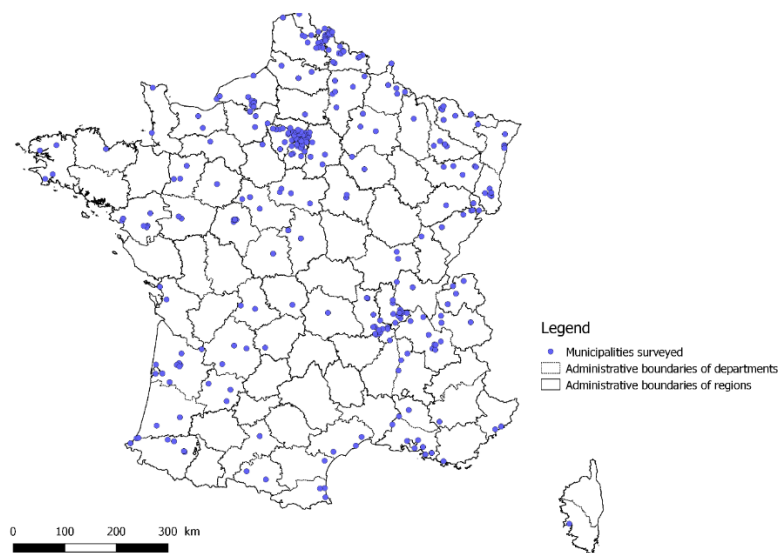 Legend
Municipalities surveyed
Administrative boundaries of departments
Administrative boundaries of regions
0 100 200 300 km